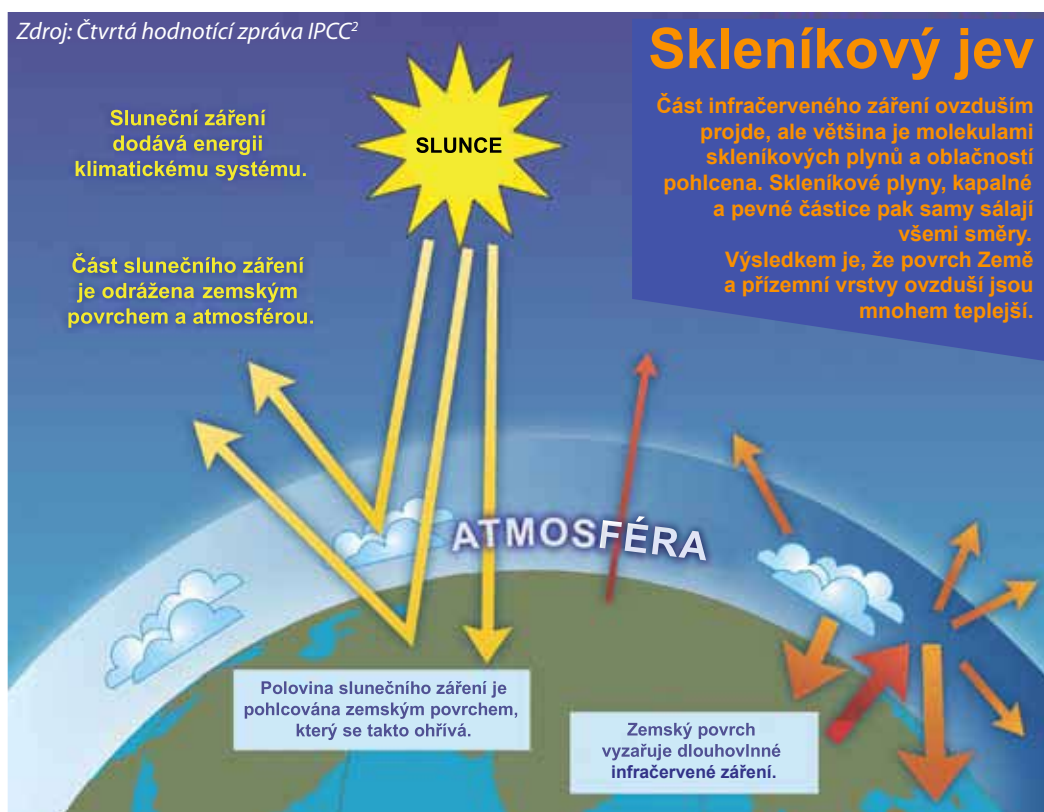 Zdroj: Čtvrtá hodnotící zpráva IPCC²
Skleníkový jev
Část infračerveného záření ovzduším
projde, ale většina je molekulami
skleníkových plynů a oblačností
pohlcena. Skleníkové plyny, kapalné
a pevné částice pak samy sálají
všemi směry.
Výsledkem je, že povrch Země
a přízemní vrstvy ovzduší jsou
mnohem teplejší.
Sluneční záření
dodává energii
klimatickému systému.
SLUNCE
Část slunečního záření
je odrážena zemským
povrchem a atmosférou.
ATMOSFÉRA
Polovina slunečního záření je
pohlcována zemským povrchem,
který se takto ohřívá.
Zemský povrch
vyzařuje dlouhovlnné
infračervené záření.